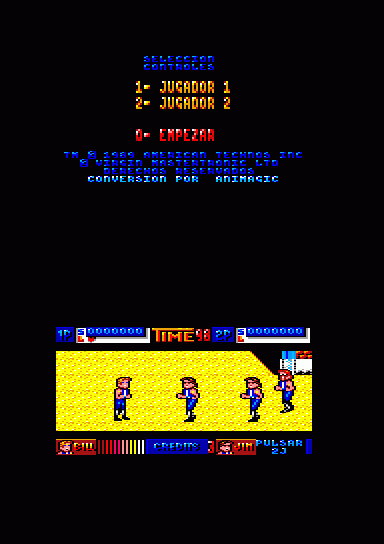 SELECCION
CONTROLES
1- JUGADOR 1
2- JUGADOR 2
0- EMPEZAR
TM @ 1989 AMERICAN TECHNOS INC
@ VIRGIN MASTERTRONIC LTD
DERECHOS RESERVADOS
CONVERSION POR ANIMAGIC
1P S 0000000 TIME 98 2P S 0000000
L L
BILL CREDITS 3 JIM PULSAR
2J